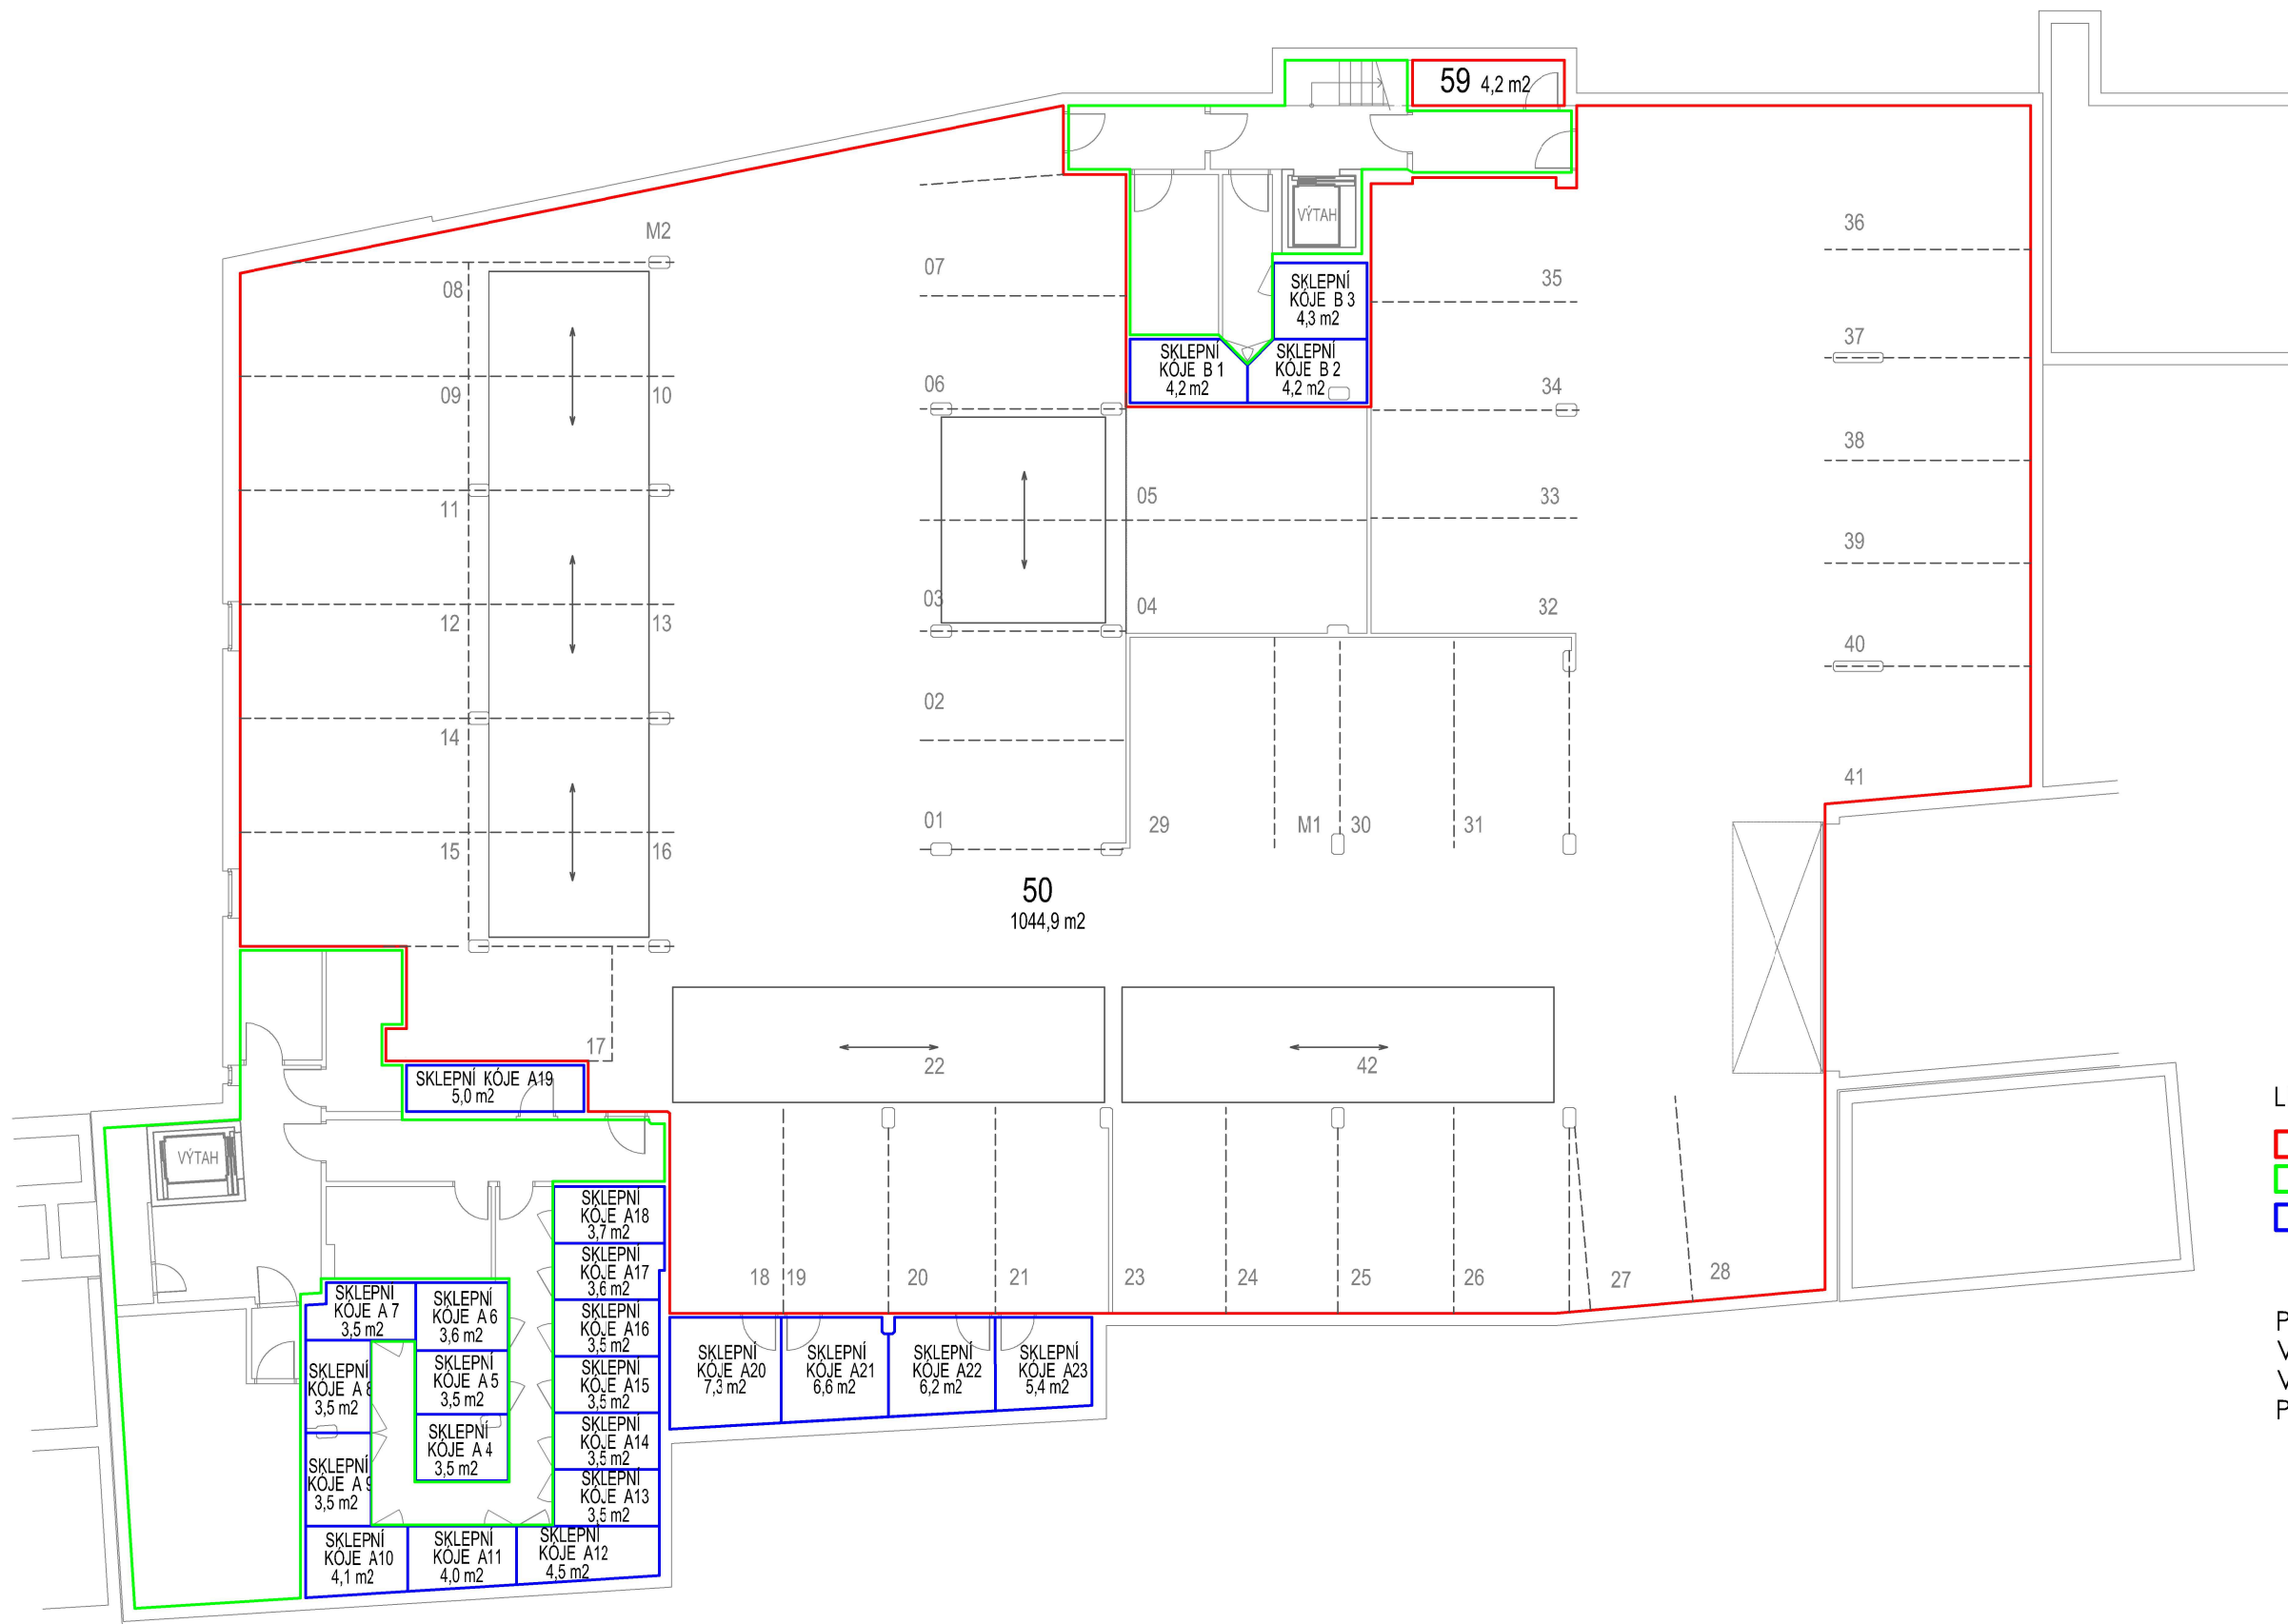 59 4,2 m2
VÝTAH
M2
08
09
10
11
12
13
14
15
16
17
07
06
03
02
01
05
04
SKLEPNÍ
KÓJE B 3
4,3 m2
SKLEPNÍ
KÓJE B 1
4,2 m2
SKLEPNÍ
KÓJE B 2
4,2 m2
35
34
33
32
36
37
38
39
40
41
29
M1
30
31
50
1044,9 m2
22
42
SKLEPNÍ KÓJE A19
5,0 m2
VÝTAH
SKLEPNÍ
KÓJE A18
3,7 m2
SKLEPNÍ
KÓJE A17
3,6 m2
SKLEPNÍ
KÓJE A16
3,5 m2
SKLEPNÍ
KÓJE A15
3,5 m2
SKLEPNÍ
KÓJE A14
3,5 m2
SKLEPNÍ
KÓJE A13
3,5 m2
SKLEPNÍ
KÓJE A 7
3,5 m2
SKLEPNÍ
KÓJE A 6
3,6 m2
SKLEPNÍ
KÓJE A 5
3,5 m2
SKLEPNÍ
KÓJE A 4
3,5 m2
SKLEPNÍ
KÓJE A 8
3,5 m2
SKLEPNÍ
KÓJE A 9
3,5 m2
SKLEPNÍ
KÓJE A10
4,1 m2
SKLEPNÍ
KÓJE A11
4,0 m2
SKLEPNÍ
KÓJE A12
4,5 m2
18
19
20
21
23
24
25
26
27
28
SKLEPNÍ
KÓJE A20
7,3 m2
SKLEPNÍ
KÓJE A21
6,6 m2
SKLEPNÍ
KÓJE A22
6,2 m2
SKLEPNÍ
KÓJE A23
5,4 m2
L
P
V
V
P